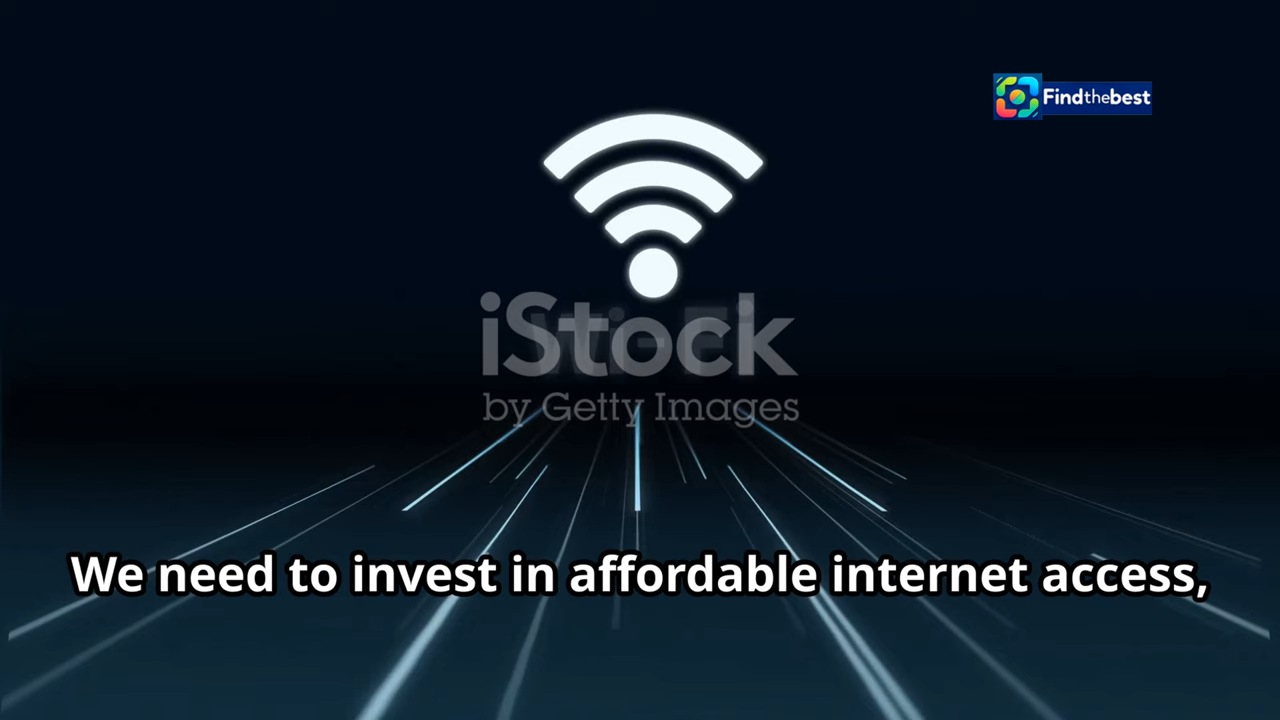 Findthebest
iStock
by Getty Images
We need to invest in affordable internet access,